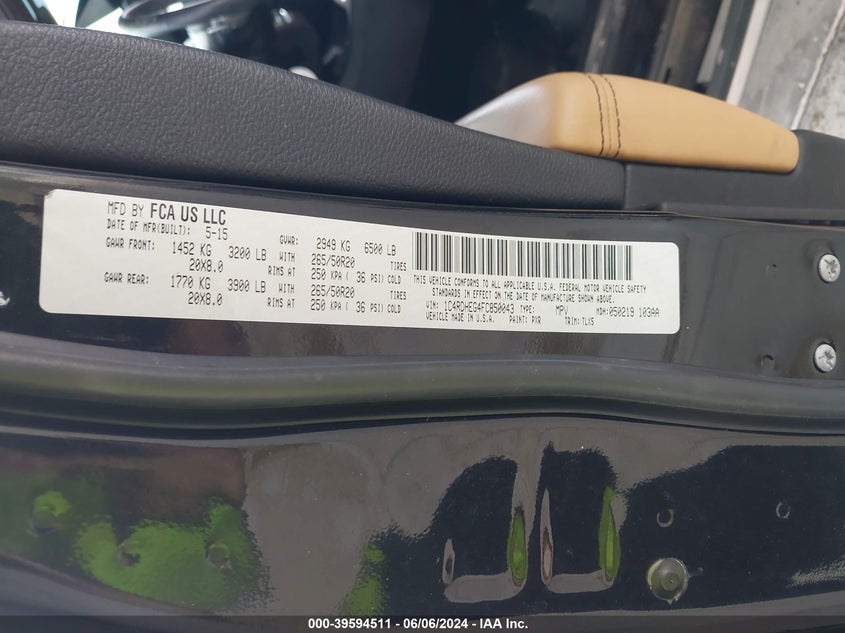 MFD BY FCA US LLC
DATE OF MFR(BUILT): 5-15 GVWR: 2949 KG 6500 LB
GAWR FRONT: 1452 KG 3200 LB WITH 265/50R20 TIRES
20X8.0 RIMS AT 250 KPA ( 36 PSI) COLD
GAWR REAR: 1770 KG 3900 LB WITH 265/50R20 TIRES
20X8.0 RIMS AT 250 KPA ( 36 PSI) COLD
THIS VEHICLE CONFORMS TO ALL APPLICABLE U.S.A. FEDERAL MOTOR VEHICLE SAFETY
STANDARDS IN EFFECT ON THE DATE OF MANUFACTURE SHOWN ABOVE.
VIN: 1C4RDHEG4FC850043 TYPE: MPV MDH: 050219 103AA
VEHICLE MADE IN U.S.A. PAINT: PXR TRIM: TLX5
000-39594511 / 06/06/2024 - IAA Inc.